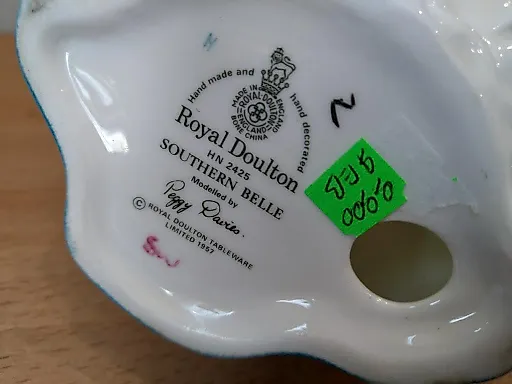 Hand made and hand decorated
MADE IN ENGLAND
ROYAL·DOULTON
ENGLAND
BONE CHINA
Royal Doulton
HN 2425
SOUTHERN BELLE
Modelled by
Peggy Davies.
© ROYAL DOULTON TABLEWARE
LIMITED 1957